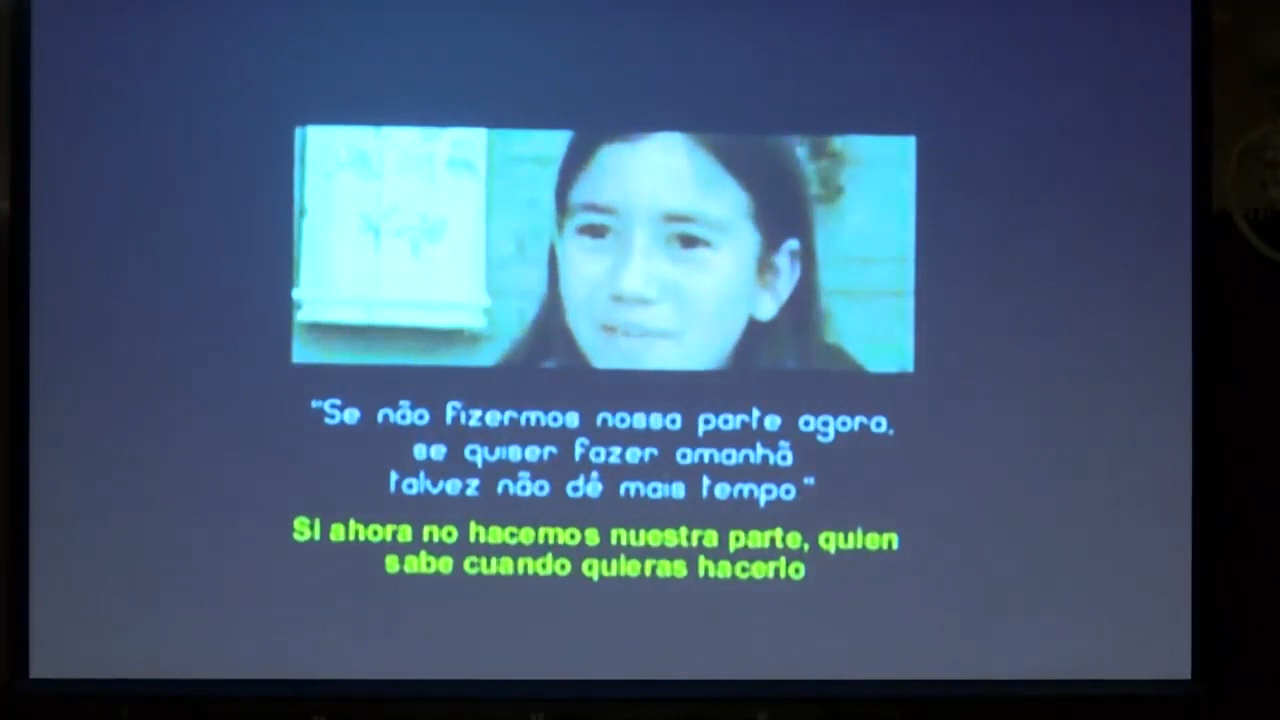 "Se não fizermos nossa parte agora,
se quiser fazer amanhã
talvez não dê mais tempo"
Si ahora no hacemos nuestra parte, quien
sabe cuando quieras hacerlo